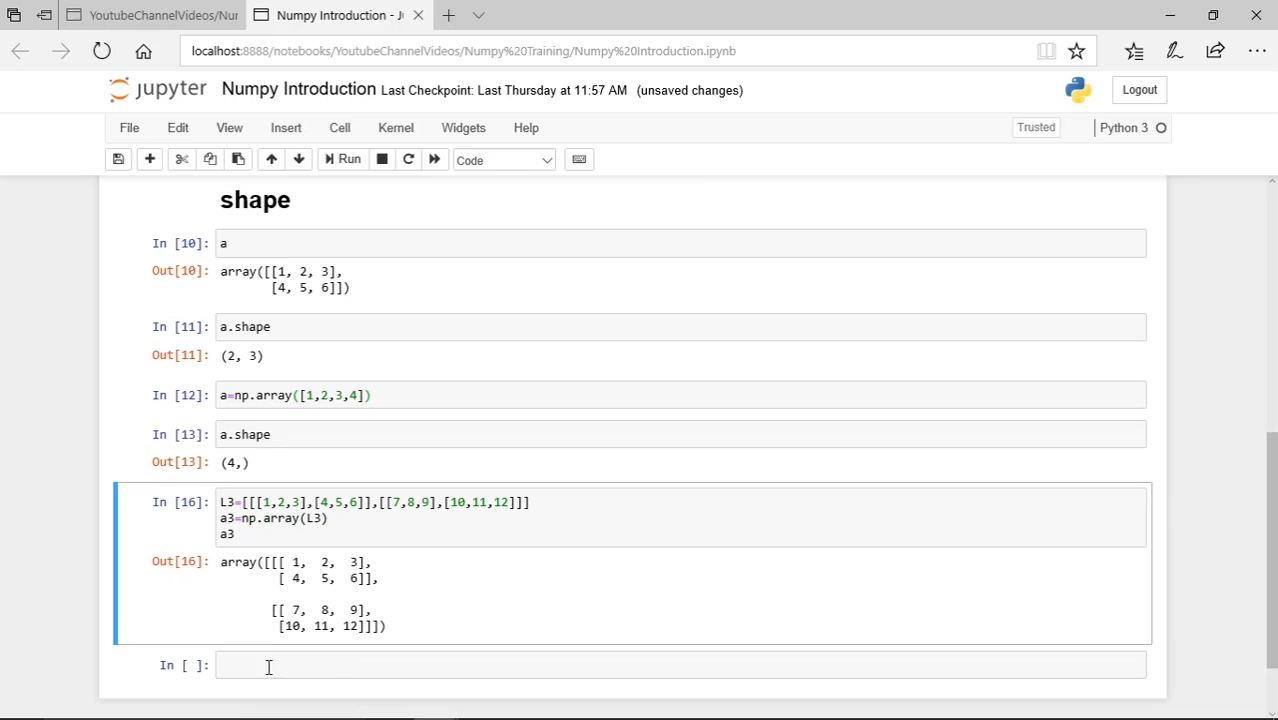 YoutubeChannelVideos/Nur
Numpy Introduction - Ju
localhost:8888/notebooks/YoutubeChannelVideos/Numpy%20Training/Numpy%20Introduction.ipynb
jupyter Numpy Introduction Last Checkpoint: Last Thursday at 11:57 AM (unsaved changes) Logout
File Edit View Insert Cell Kernel Widgets Help Trusted Python 3
Run Code
shape
In [10]: a
Out[10]: array([[1, 2, 3],
[4, 5, 6]])
In [11]: a.shape
Out[11]: (2, 3)
In [12]: a=np.array([1,2,3,4])
In [13]: a.shape
Out[13]: (4,)
In [16]: L3=[[[1,2,3],[4,5,6]],[[7,8,9],[10,11,12]]]
a3=np.array(L3)
a3
Out[16]: array([[[ 1, 2, 3],
[ 4, 5, 6]],
[[ 7, 8, 9],
[10, 11, 12]]])
In [ ]: